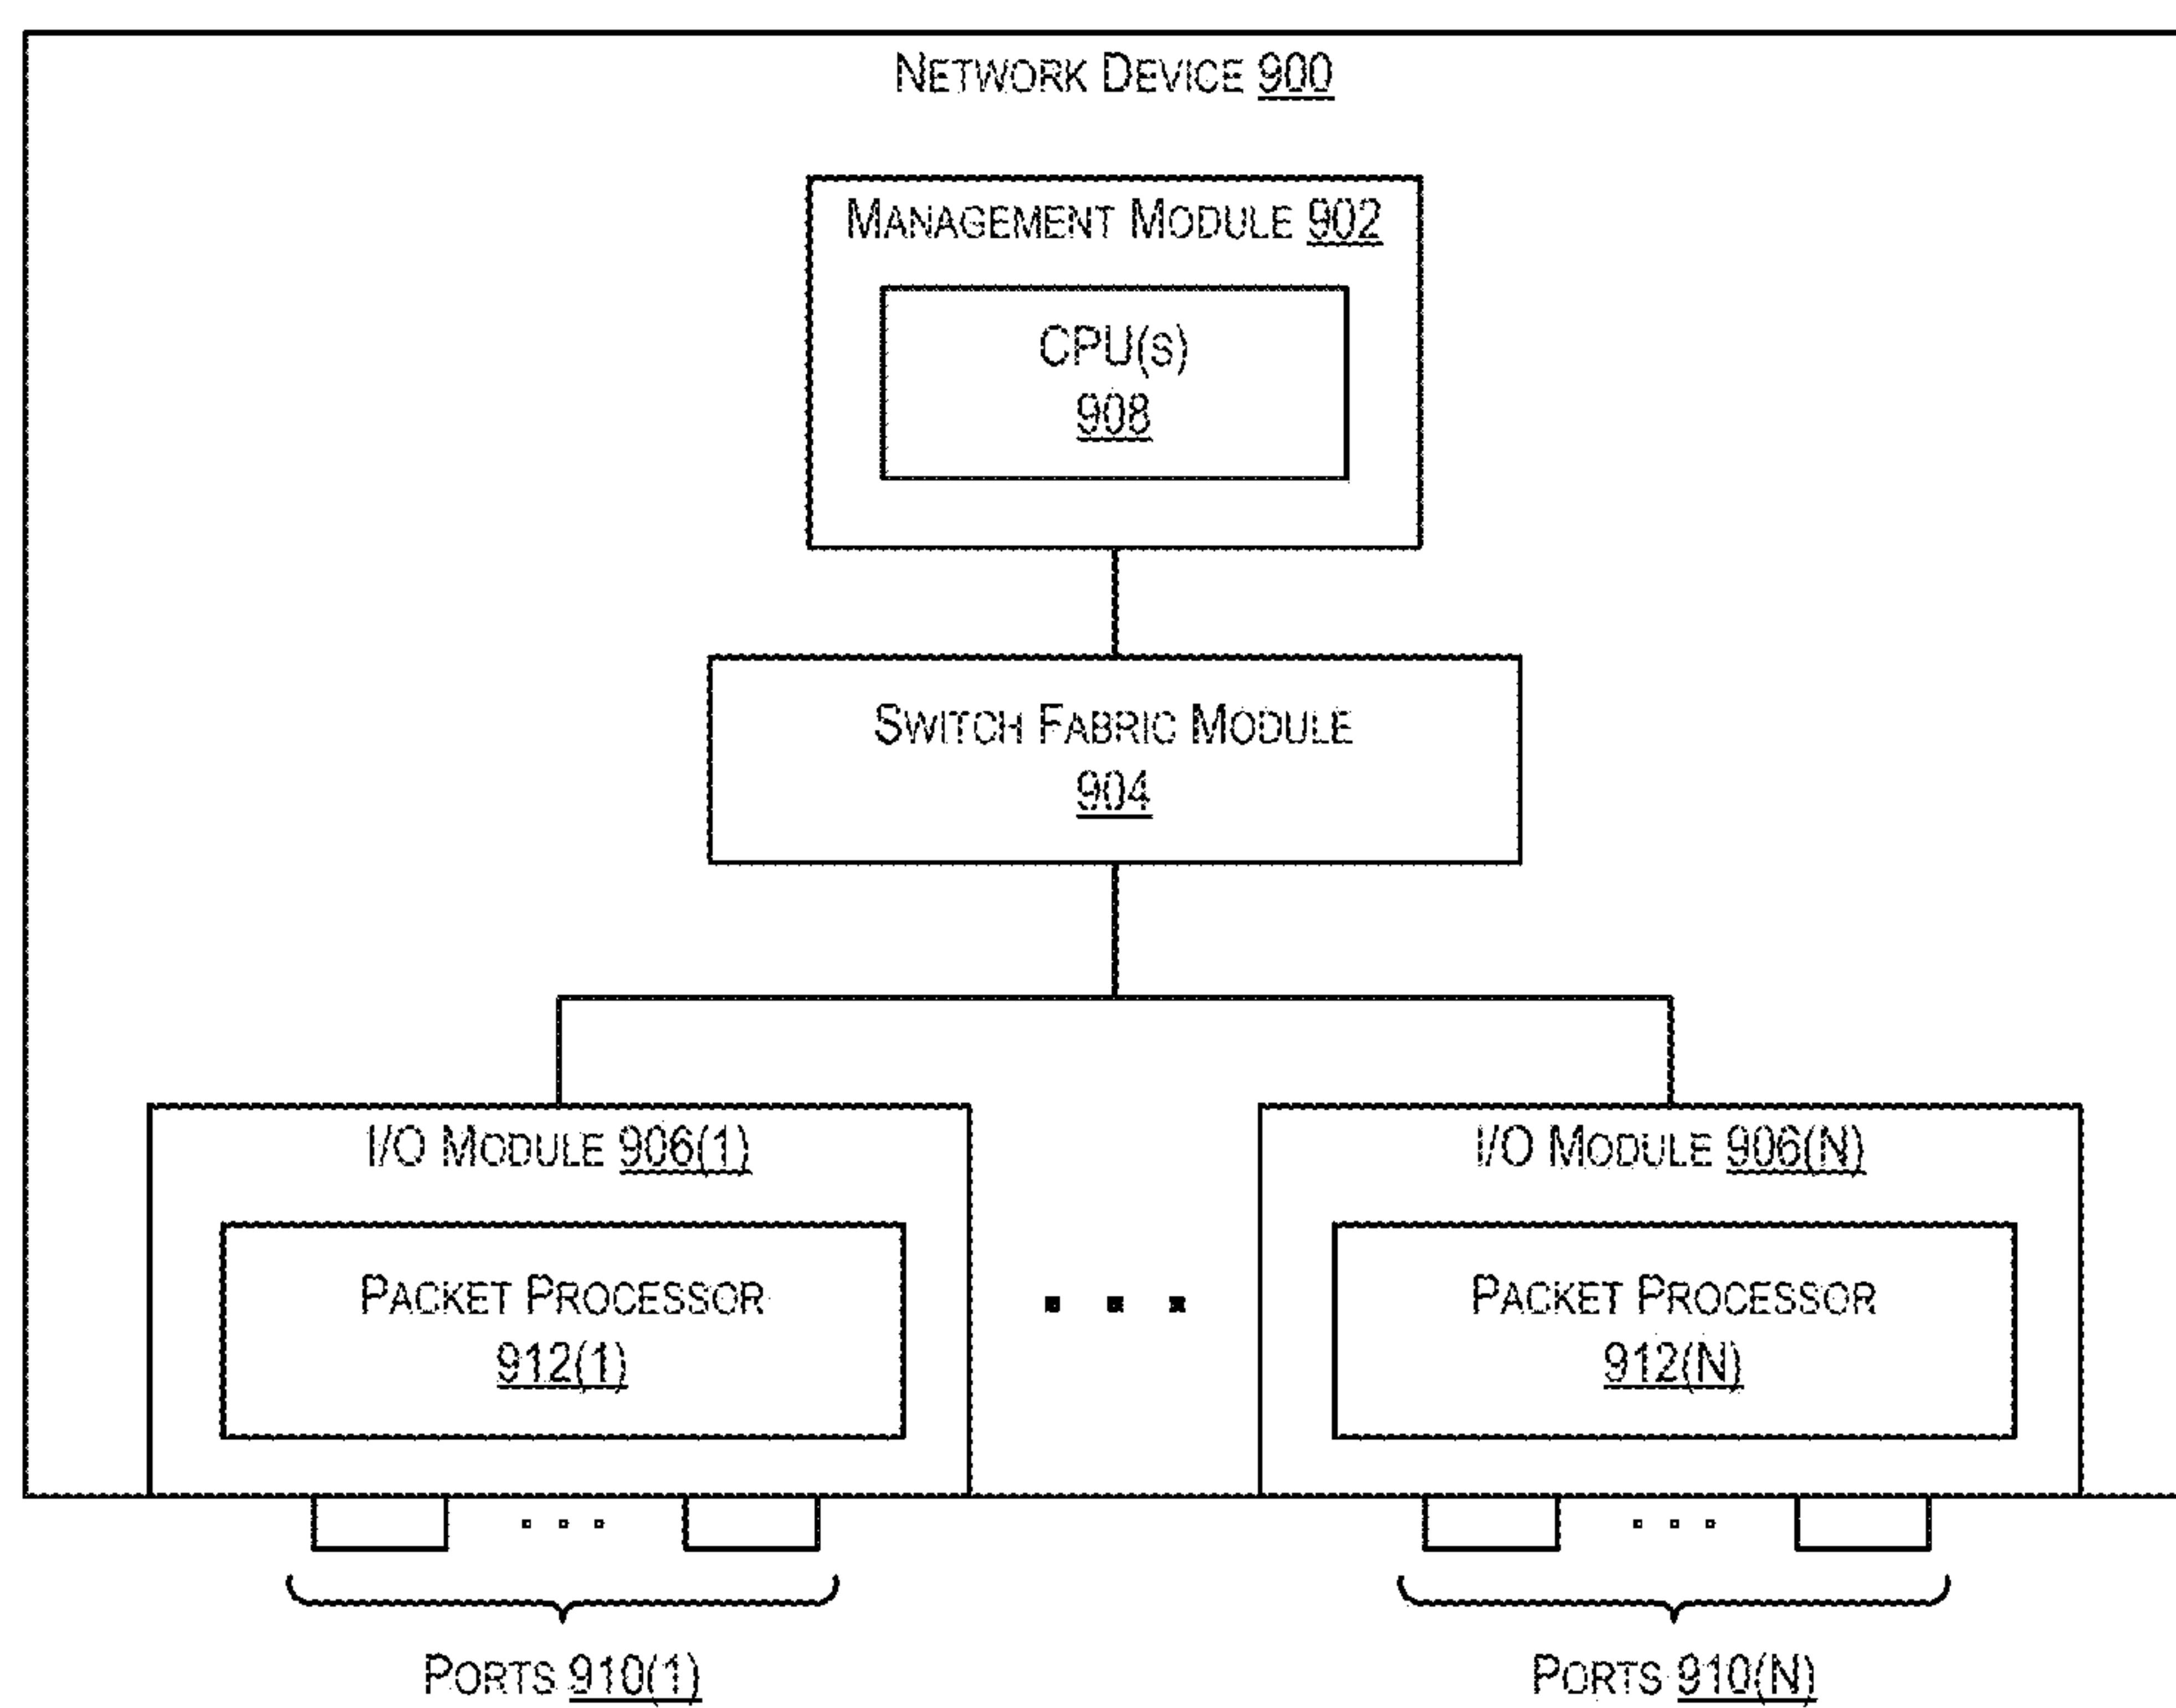 NETWORK DEVICE 900
MANAGEMENT MODULE 902
CPU(s)
908
SWITCH FABRIC MODULE
904
I/O MODULE 906(1)
PACKET PROCESSOR
912(1)
I/O MODULE 906(N)
PACKET PROCESSOR
912(N)
PORTS 910(1)
PORTS 910(N)